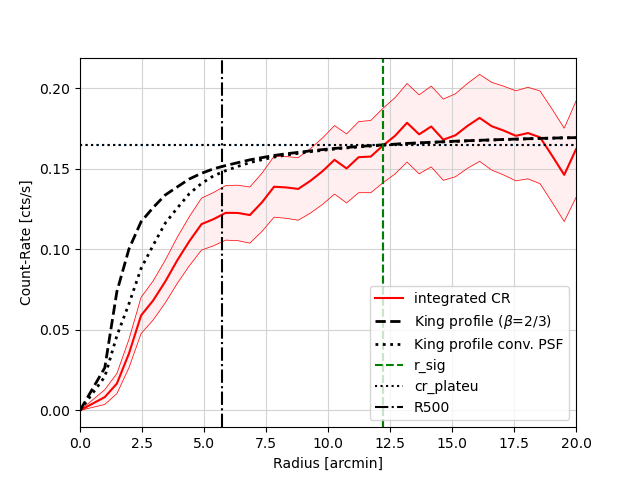 0.20
0.15
0.10
0.05
0.00
Count-Rate [cts/s]
integrated CR
King profile (β=2/3)
King profile conv. PSF
r_sig
cr_plateu
R500
0.0 2.5 5.0 7.5 10.0 12.5 15.0 17.5 20.0
Radius [arcmin]